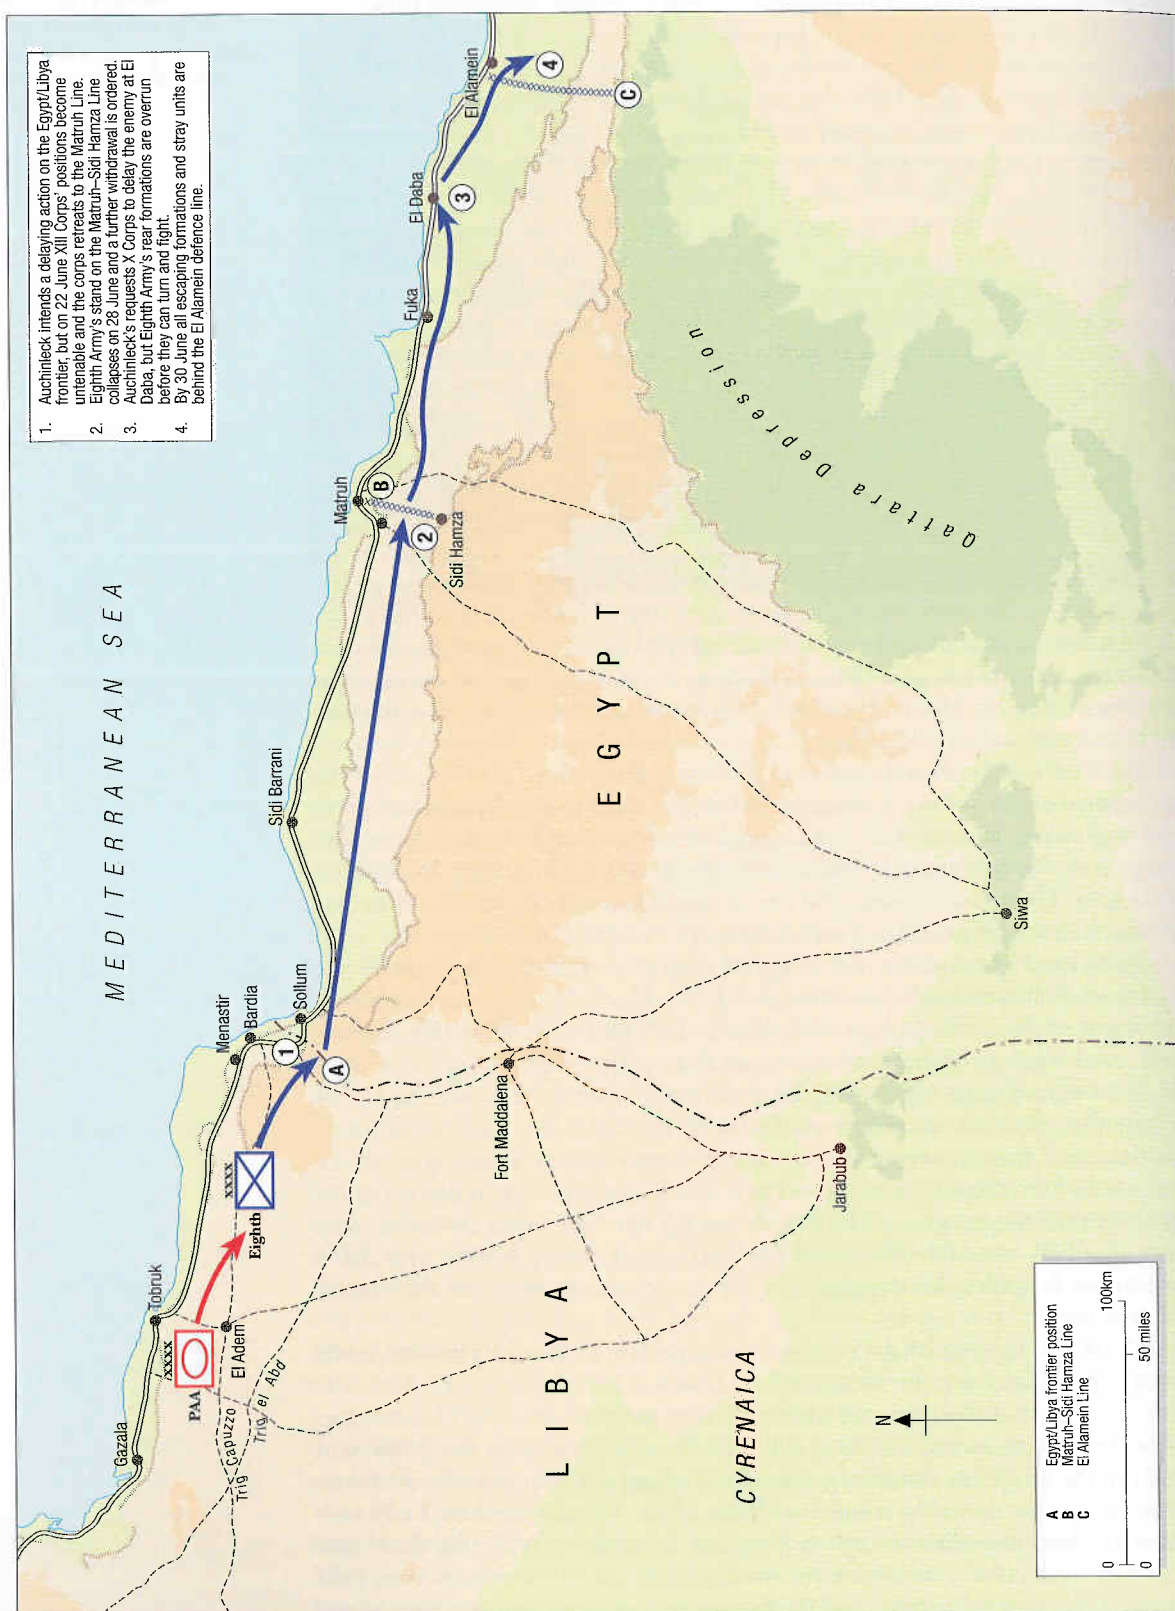 1. Auchinleck intends a delaying action on the Egypt/Libya
frontier, but on 22 June XIII Corps' positions become
untenable and the corps retreats to the Matruh Line.
2. Eighth Army's stand on the Matruh–Sidi Hamza Line
collapses on 28 June and a further withdrawal is ordered.
3. Auchinleck's requests X Corps to delay the enemy at El
Daba, but Eighth Army's rear formations are overrun
before they can turn and fight.
4. By 30 June all escaping formations and stray units are
behind the El Alamein defence line.
MEDITERRANEAN SEA
Gazala
Tobruk
XXXX
PAA
El Adem
Trig Capuzzo
Trig el Abd
XXXX
Eighth
Menastir
Bardia
Sollum
1
A
Sidi Barrani
Matruh
B
2
Sidi Hamza
Fuka
El Daba
3
El Alamein
4
C
Qattara Depression
EGYPT
LIBYA
CYRENAICA
Fort Maddalena
Jarabub
Siwa
N
A Egypt/Libya frontier position
B Matruh–Sidi Hamza Line
C El Alamein Line
0 100km
0 50 miles